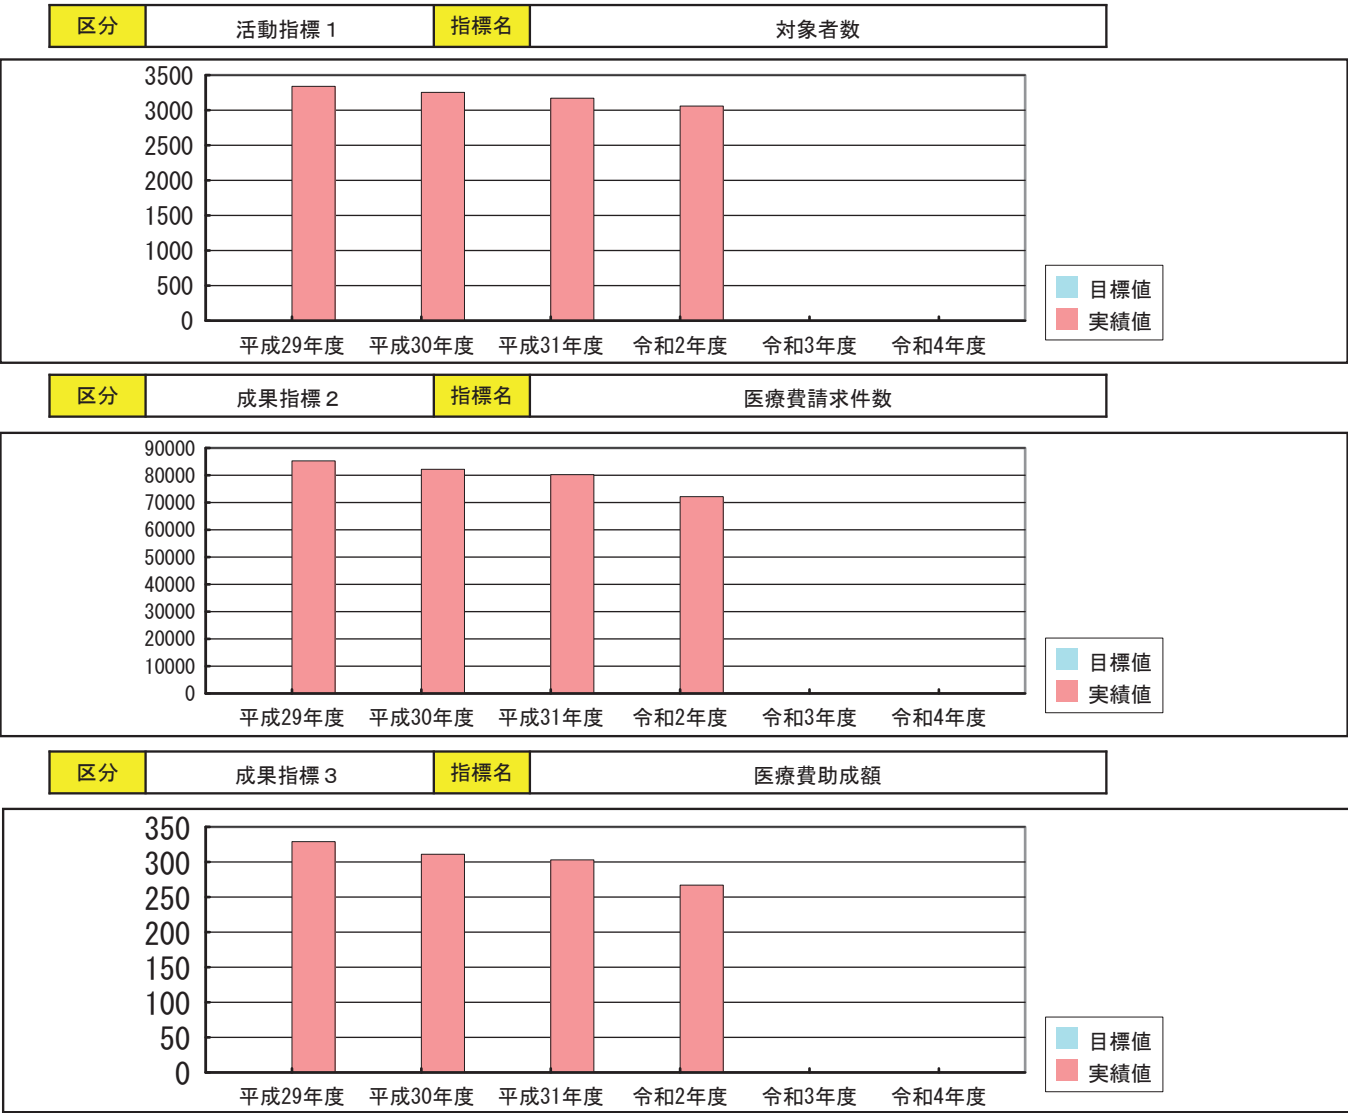 区分 活動指標１ 指標名 対象者数
3500
3000
2500
2000
1500
1000
500
0
平成29年度 平成30年度 平成31年度 令和2年度 令和3年度 令和4年度
目標値
実績値
区分 成果指標２ 指標名 医療費請求件数
90000
80000
70000
60000
50000
40000
30000
20000
10000
0
平成29年度 平成30年度 平成31年度 令和2年度 令和3年度 令和4年度
目標値
実績値
区分 成果指標３ 指標名 医療費助成額
350
300
250
200
150
100
50
0
平成29年度 平成30年度 平成31年度 令和2年度 令和3年度 令和4年度
目標値
実績値